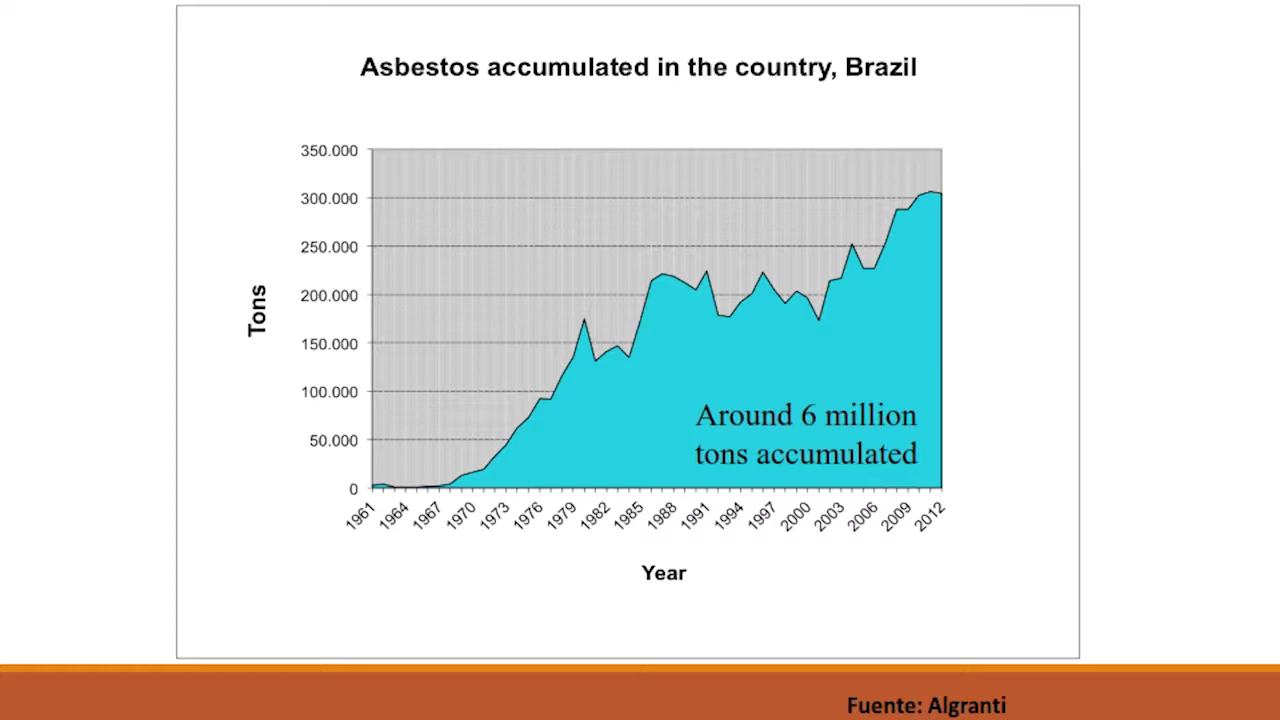 Asbestos accumulated in the country, Brazil
350.000
300.000
250.000
200.000
150.000
100.000
50.000
0
Tons
Around 6 million
tons accumulated
1961 1964 1967 1970 1973 1976 1979 1982 1985 1988 1991 1994 1997 2000 2003 2006 2009 2012
Year
Fuente: Algranti